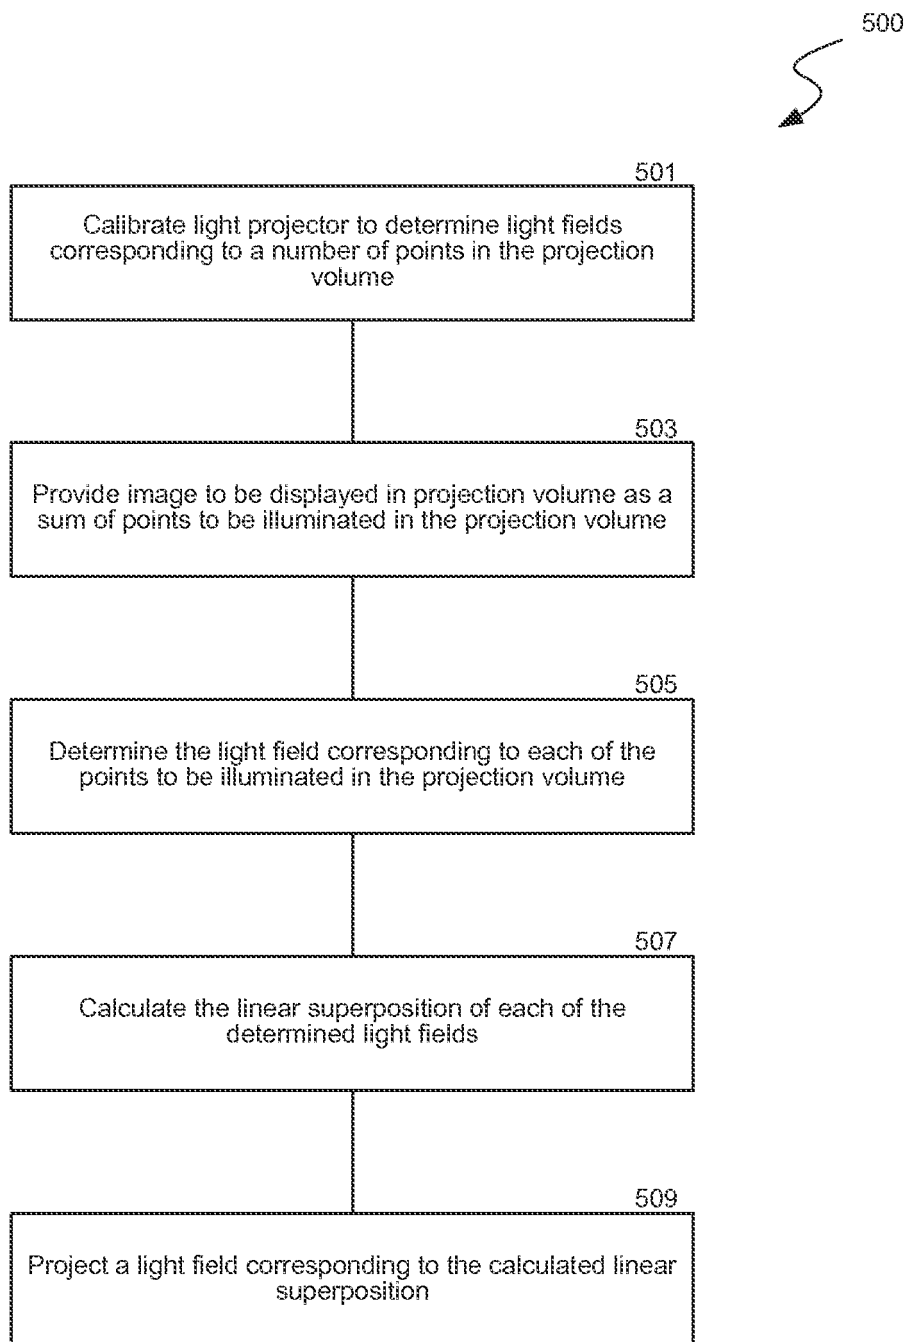 500
501
Calibrate light projector to determine light fields
corresponding to a number of points in the projection
volume
503
Provide image to be displayed in projection volume as a
sum of points to be illuminated in the projection volume
505
Determine the light field corresponding to each of the
points to be illuminated in the projection volume
507
Calculate the linear superposition of each of the
determined light fields
509
Project a light field corresponding to the calculated linear
superposition